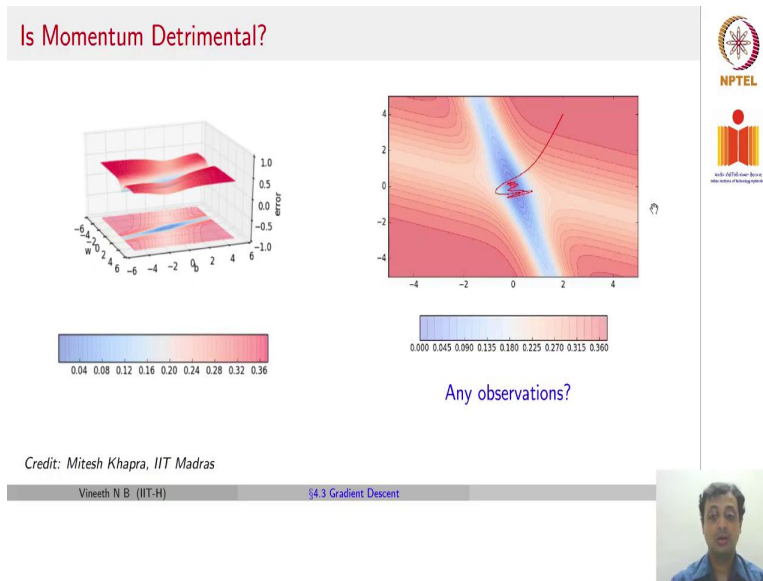 Is Momentum Detrimental?
NPTEL
1.0
0.5
0.0
−0.5
−1.0
error
−6
−4
−2
0
2
4
6
w
−6 −4 −2 0 2 4 6
b
4
2
0
−2
−4
−4 −2 0 2 4
0.04 0.08 0.12 0.16 0.20 0.24 0.28 0.32 0.36
0.000 0.045 0.090 0.135 0.180 0.225 0.270 0.315 0.360
Any observations?
Credit: Mitesh Khapra, IIT Madras
Vineeth N B (IIT-H) §4.3 Gradient Descent